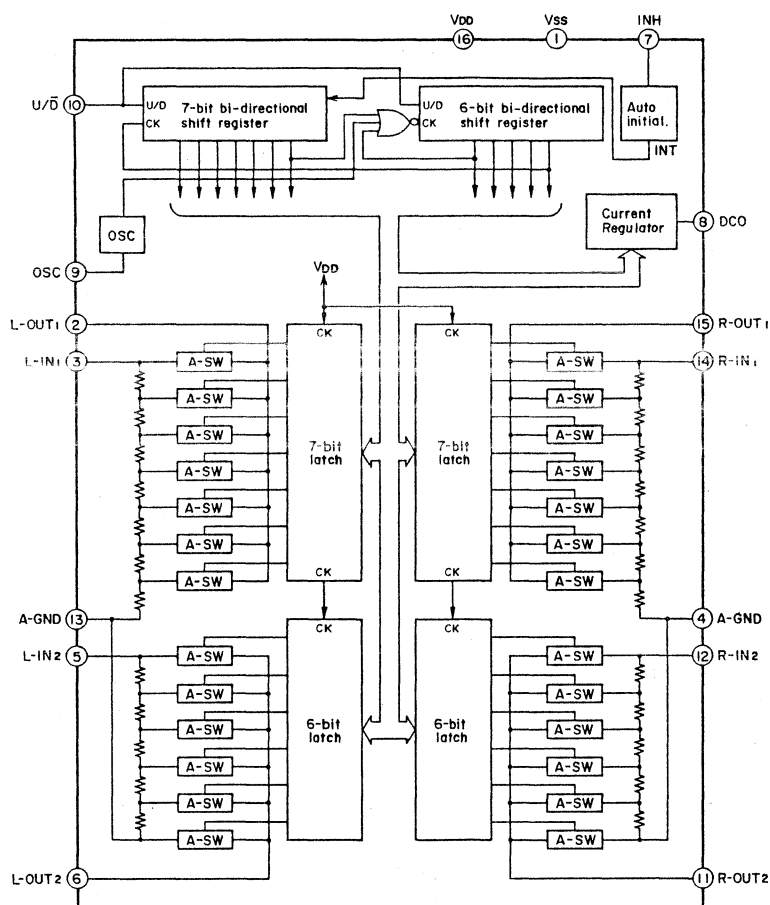 VDD VSS INH
16 1 7
U/D̅ 10
U/D 7-bit bi-directional
CK shift register
U/D 6-bit bi-directional
CK shift register
Auto
initial.
INT
OSC
Current
Regulator
8 DCO
OSC 9
VDD
L-OUT1 2
15 R-OUT1
CK CK
L-IN1 3
A-SW A-SW
14 R-IN1
A-SW A-SW
A-SW A-SW
7-bit
latch
7-bit
latch
A-SW A-SW
A-SW A-SW
A-SW A-SW
A-SW A-SW
CK CK
A-GND 13
4 A-GND
CK CK
L-IN2 5
A-SW A-SW
12 R-IN2
A-SW A-SW
A-SW A-SW
6-bit
latch
6-bit
latch
A-SW A-SW
A-SW A-SW
A-SW A-SW
L-OUT2 6
11 R-OUT2